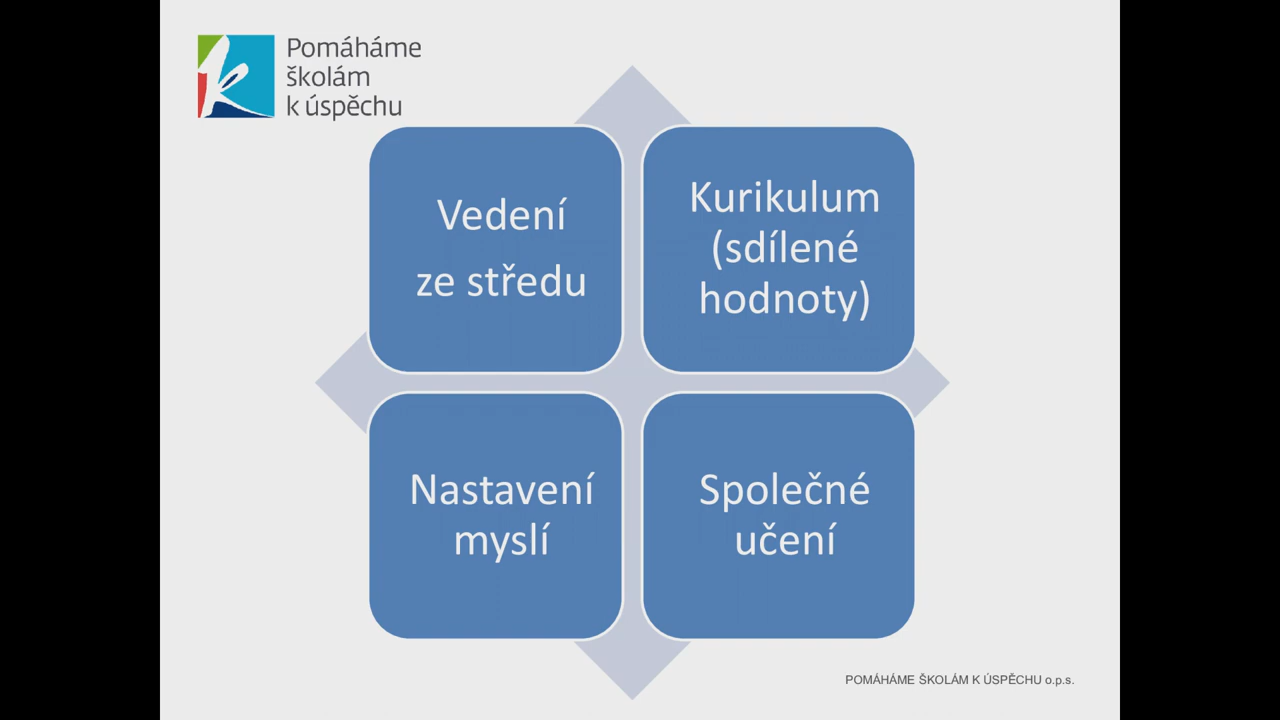 Pomáháme
školám
k úspěchu
Vedení
ze středu
Kurikulum
(sdílené
hodnoty)
Nastavení
myslí
Společné
učení
POMÁHÁME ŠKOLÁM K ÚSPĚCHU o.p.s.